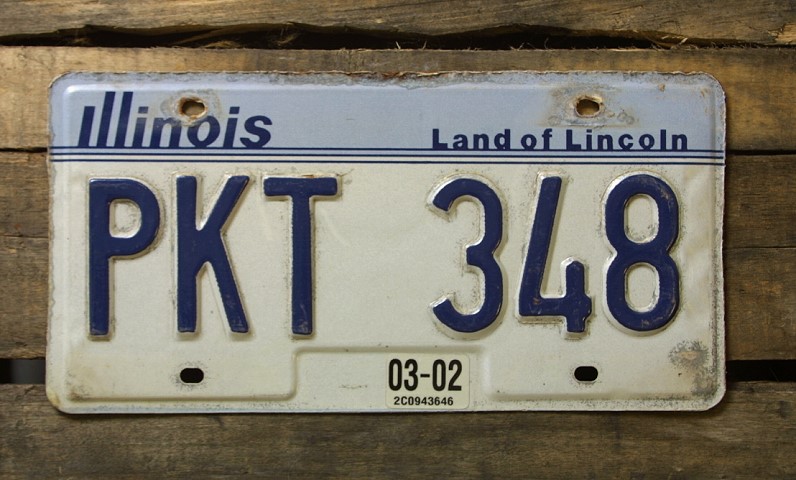 Illinois Land of Lincoln
PKT 348
03-02
2C0943646